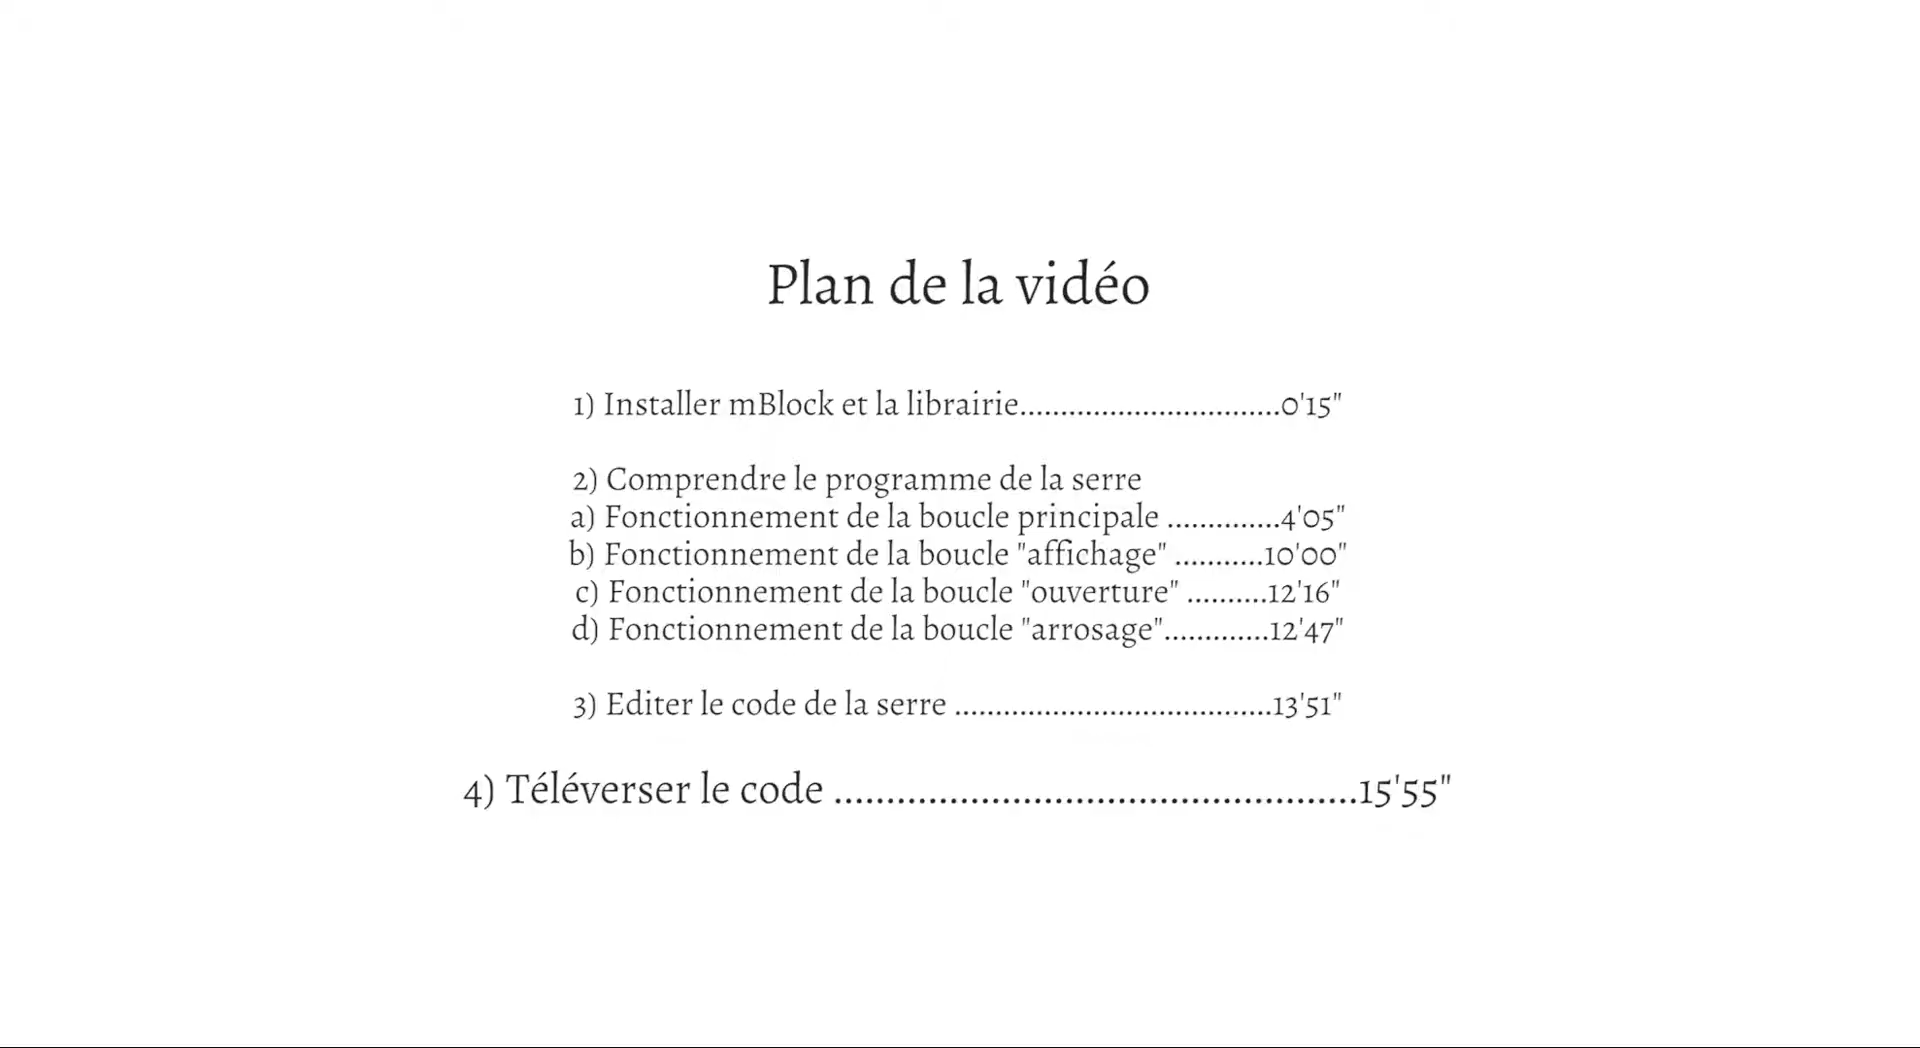 Plan de la vidéo
1) Installer mBlock et la librairie................................0'15"
2) Comprendre le programme de la serre
a) Fonctionnement de la boucle principale ..............4'05"
b) Fonctionnement de la boucle "affichage" ...........10'00"
c) Fonctionnement de la boucle "ouverture" ..........12'16"
d) Fonctionnement de la boucle "arrosage".............12'47"
3) Editer le code de la serre .......................................13'51"
4) Téléverser le code ..................................................15'55"